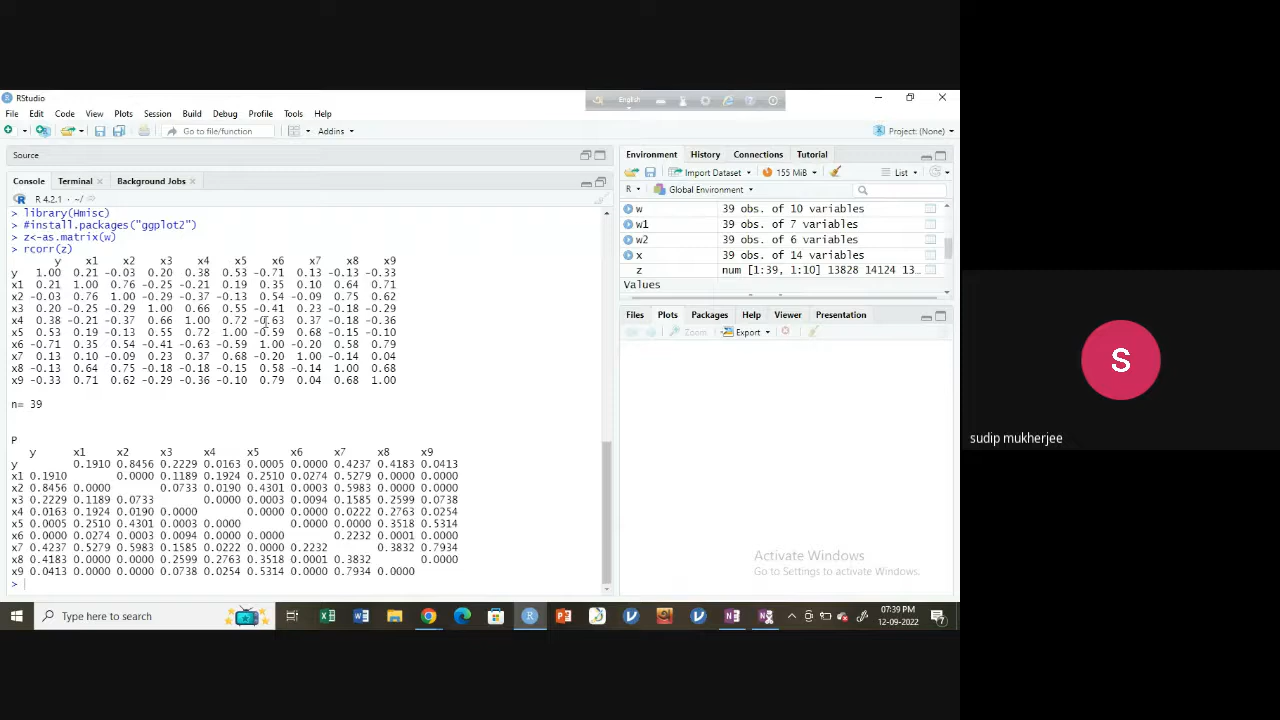 RStudio
English
File Edit Code View Plots Session Build Debug Profile Tools Help
Go to file/function Addins Project: (None)
Source
Console Terminal Background Jobs
R 4.2.1 · ~/
> library(Hmisc)
> #install.packages("ggplot2")
> z<-as.matrix(w)
> rcorr(z)
y x1 x2 x3 x4 x5 x6 x7 x8 x9
y 1.00 0.21 -0.03 0.20 0.38 0.53 -0.71 0.13 -0.13 -0.33
x1 0.21 1.00 0.76 -0.25 -0.21 0.19 0.35 0.10 0.64 0.71
x2 -0.03 0.76 1.00 -0.29 -0.37 -0.13 0.54 -0.09 0.75 0.62
x3 0.20 -0.25 -0.29 1.00 0.66 0.55 -0.41 0.23 -0.18 -0.29
x4 0.38 -0.21 -0.37 0.66 1.00 0.72 -0.63 0.37 -0.18 -0.36
x5 0.53 0.19 -0.13 0.55 0.72 1.00 -0.59 0.68 -0.15 -0.10
x6 -0.71 0.35 0.54 -0.41 -0.63 -0.59 1.00 -0.20 0.58 0.79
x7 0.13 0.10 -0.09 0.23 0.37 0.68 -0.20 1.00 -0.14 0.04
x8 -0.13 0.64 0.75 -0.18 -0.18 -0.15 0.58 -0.14 1.00 0.68
x9 -0.33 0.71 0.62 -0.29 -0.36 -0.10 0.79 0.04 0.68 1.00
n= 39
P
y x1 x2 x3 x4 x5 x6 x7 x8 x9
y 0.1910 0.8456 0.2229 0.0163 0.0005 0.0000 0.4237 0.4183 0.0413
x1 0.1910 0.0000 0.1189 0.1924 0.2510 0.0274 0.5279 0.0000 0.0000
x2 0.8456 0.0000 0.0733 0.0190 0.4301 0.0003 0.5983 0.0000 0.0000
x3 0.2229 0.1189 0.0733 0.0000 0.0003 0.0094 0.1585 0.2599 0.0738
x4 0.0163 0.1924 0.0190 0.0000 0.0000 0.0000 0.0222 0.2763 0.0254
x5 0.0005 0.2510 0.4301 0.0003 0.0000 0.0000 0.0000 0.3518 0.5314
x6 0.0000 0.0274 0.0003 0.0094 0.0000 0.0000 0.2232 0.0001 0.0000
x7 0.4237 0.5279 0.5983 0.1585 0.0222 0.0000 0.2232 0.3832 0.7934
x8 0.4183 0.0000 0.0000 0.2599 0.2763 0.3518 0.0001 0.3832 0.0000
x9 0.0413 0.0000 0.0000 0.0738 0.0254 0.5314 0.0000 0.7934 0.0000
>
Environment History Connections Tutorial
Import Dataset 155 MiB List
R Global Environment
w 39 obs. of 10 variables
w1 39 obs. of 7 variables
w2 39 obs. of 6 variables
x 39 obs. of 14 variables
z num [1:39, 1:10] 13828 14124 13...
Values
Files Plots Packages Help Viewer Presentation
Zoom Export
Activate Windows
Go to Settings to activate Windows.
Type here to search
07:39 PM
12-09-2022
7
S
sudip mukherjee